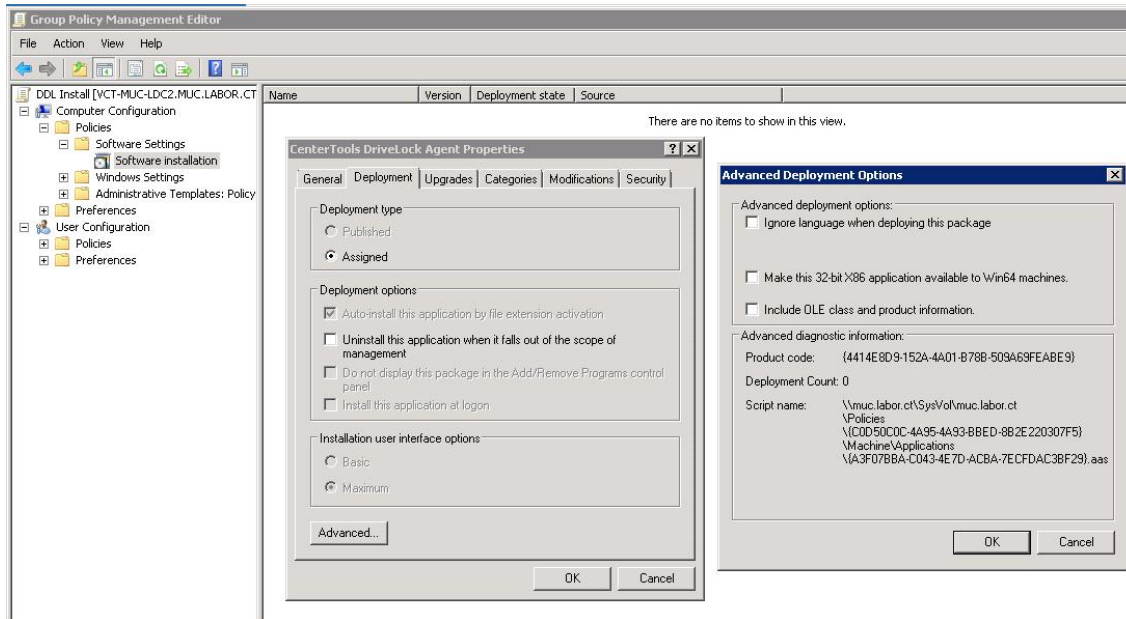 Group Policy Management Editor
File Action View Help
DDL Install [VCT-MUC-LDC2.MUC.LABOR.CT
Computer Configuration
Policies
Software Settings
Software installation
Windows Settings
Administrative Templates: Policy
Preferences
User Configuration
Policies
Preferences
Name Version Deployment state Source
There are no items to show in this view.
CenterTools DriveLock Agent Properties
General Deployment Upgrades Categories Modifications Security
Deployment type
Published
Assigned
Deployment options
Auto-install this application by file extension activation
Uninstall this application when it falls out of the scope of
management
Do not display this package in the Add/Remove Programs control
panel
Install this application at logon
Installation user interface options
Basic
Maximum
Advanced...
OK Cancel
Advanced Deployment Options
Advanced deployment options:
Ignore language when deploying this package
Make this 32-bit X86 application available to Win64 machines.
Include OLE class and product information.
Advanced diagnostic information:
Product code: {4414E8D9-152A-4A01-B78B-509A69FEABE9}
Deployment Count: 0
Script name: \\muc.labor.ct\SysVol\muc.labor.ct
\Policies
\{C0D50C0C-4A95-4A93-BBED-8B2E220307F5}
\Machine\Applications
\{A3F07BBA-C043-4E7D-ACBA-7ECFDAC3BF29}.aas
OK Cancel